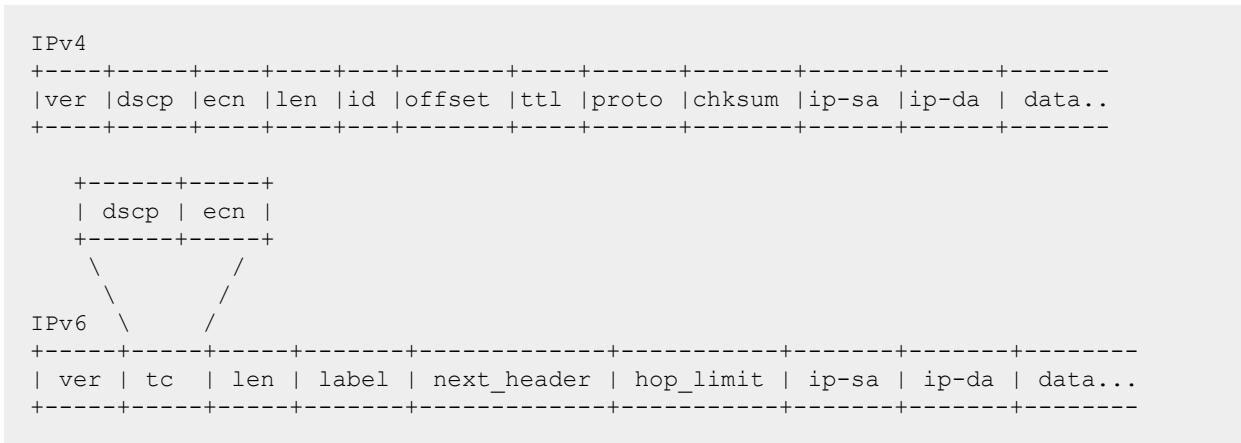 IPv4
+----+-----+----+----+---+-------+----+------+-------+------+------+-------
|ver |dscp |ecn |len |id |offset |ttl |proto |chksum |ip-sa |ip-da | data..
+----+-----+----+----+---+-------+----+------+-------+------+------+-------
   +------+-----+
   | dscp | ecn |
   +------+-----+
    \          /
     \        /
IPv6  \     /
+-----+-----+-----+-------+-------------+-----------+-------+-------+--------
| ver | tc  | len | label | next_header | hop_limit | ip-sa | ip-da | data...
+-----+-----+-----+-------+-------------+-----------+-------+-------+--------